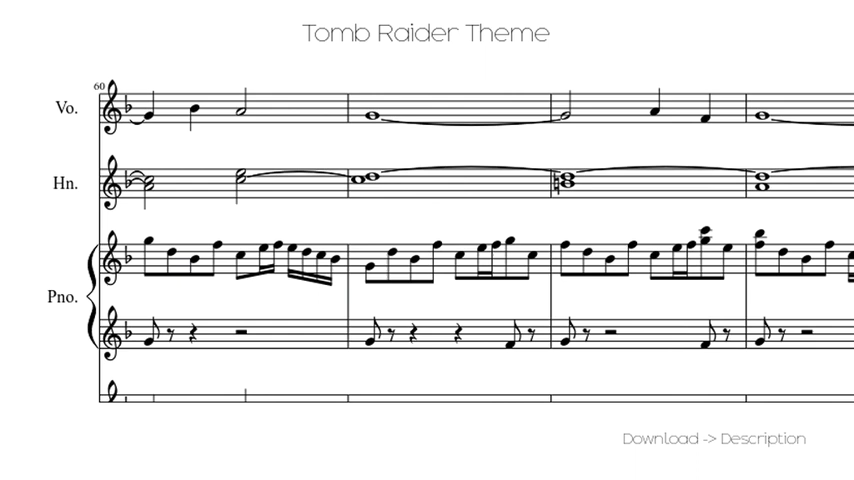 Tomb Raider Theme
60
Vo.
Hn.
Pno.
Download -> Description